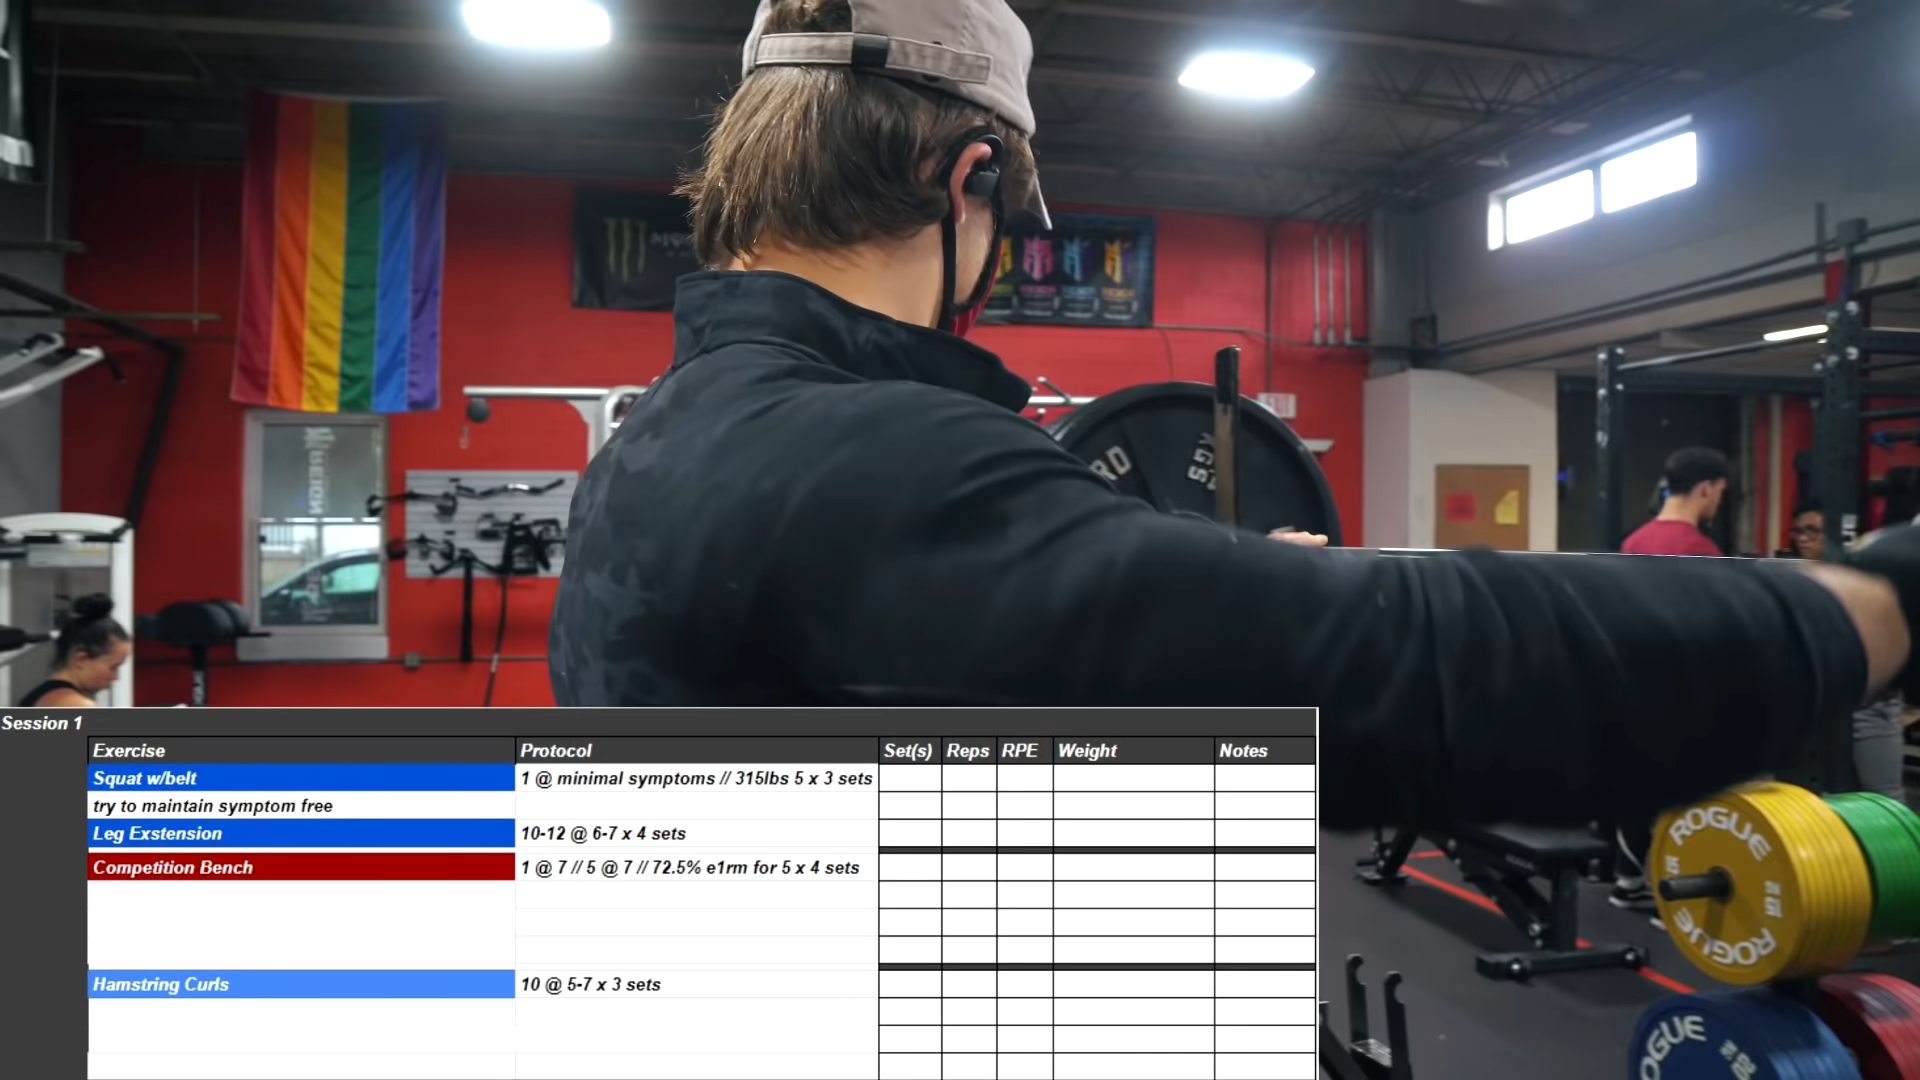 RD
ROGUE
ROGUE
OGUE
Session 1
Exercise Protocol Set(s) Reps RPE Weight Notes
Squat w/belt 1 @ minimal symptoms // 315lbs 5 x 3 sets
try to maintain symptom free
Leg Exstension 10-12 @ 6-7 x 4 sets
Competition Bench 1 @ 7 // 5 @ 7 // 72.5% e1rm for 5 x 4 sets
Hamstring Curls 10 @ 5-7 x 3 sets